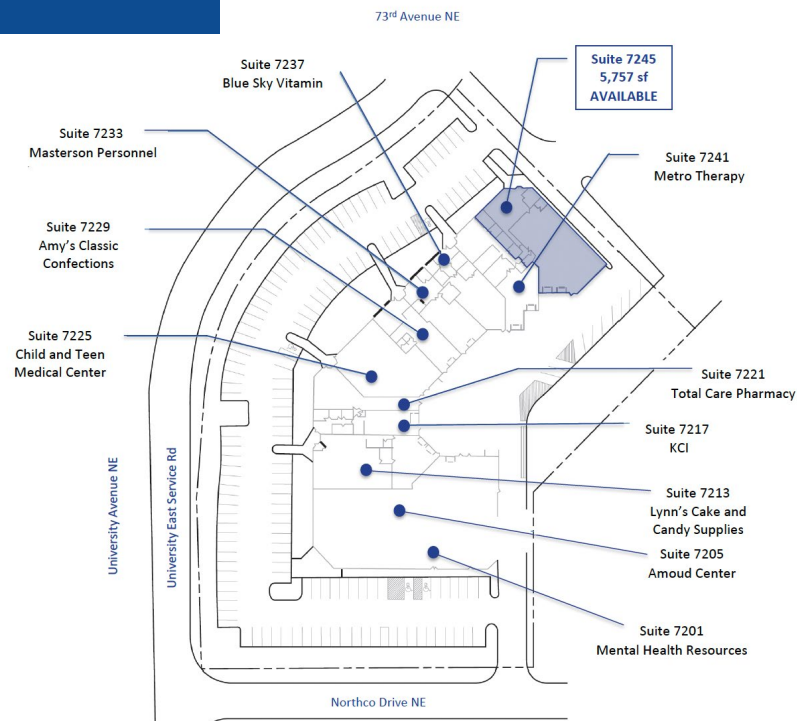 73rd Avenue NE
Suite 7237
Blue Sky Vitamin
Suite 7245
5,757 sf
AVAILABLE
Suite 7233
Masterson Personnel
Suite 7241
Metro Therapy
Suite 7229
Amy's Classic
Confections
Suite 7225
Child and Teen
Medical Center
Suite 7221
Total Care Pharmacy
Suite 7217
KCI
Suite 7213
Lynn's Cake and
Candy Supplies
Suite 7205
Amoud Center
Suite 7201
Mental Health Resources
University Avenue NE
University East Service Rd
Northco Drive NE